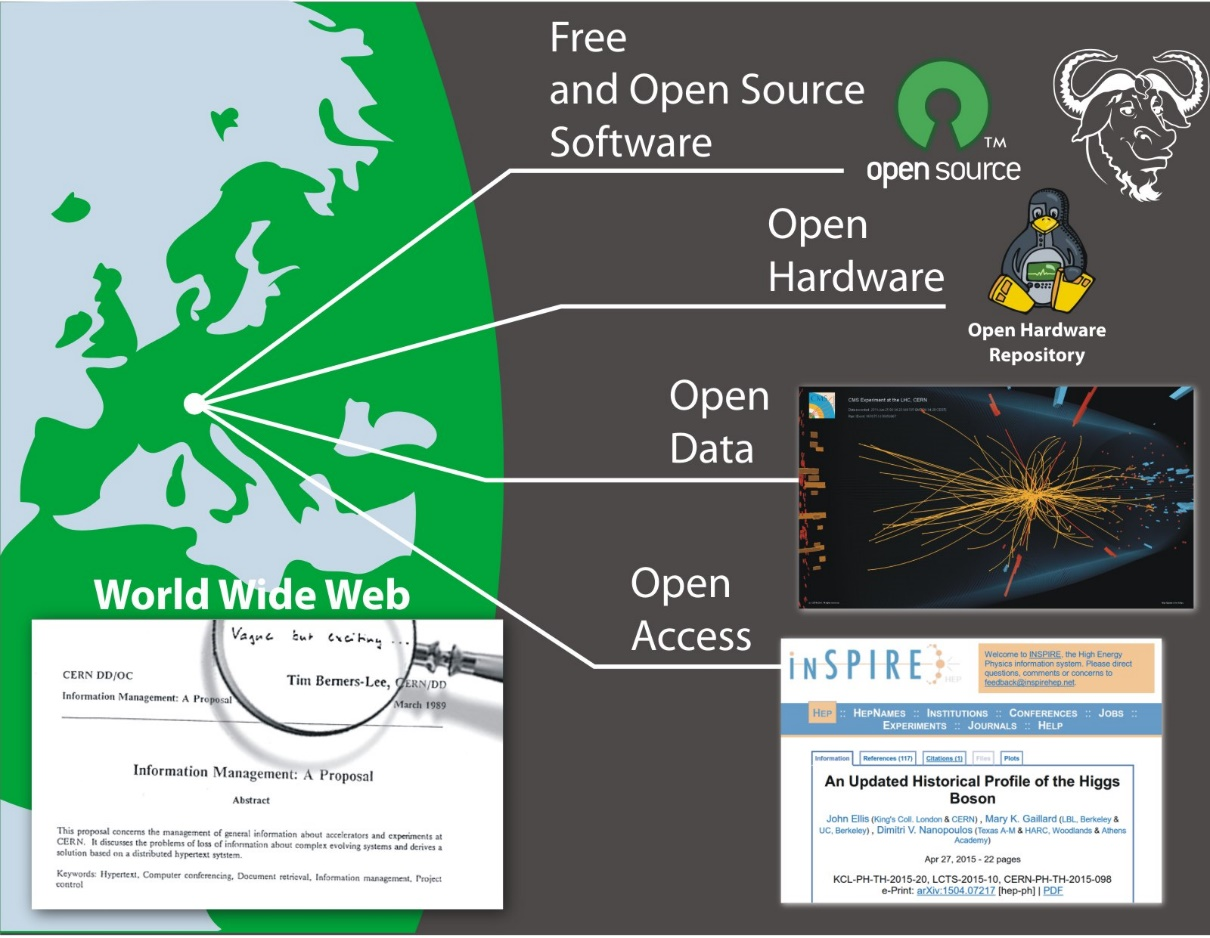 Free
and Open Source
Software
TM
open source
Open
Hardware
Open Hardware
Repository
Open
Data
CMS Experiment at the LHC, CERN
Open
Access
World Wide Web
Vague but exciting ...
CERN DD/OC
Tim Berners-Lee, CERN/DD
Information Management: A Proposal
March 1989
Information Management: A Proposal
Abstract
This proposal concerns the management of general information about accelerators and experiments at
CERN. It discusses the problems of loss of information about complex evolving systems and derives a
solution based on a distributed hypertext sytstem.
Keywords: Hypertext, Computer conferencing, Document retrieval, Information management, Project
control
inSPIRE
HEP
Welcome to INSPIRE, the High Energy
Physics information system. Please direct
questions, comments or concerns to
feedback@inspirehep.net.
HEP :: HEPNAMES :: INSTITUTIONS :: CONFERENCES :: JOBS ::
EXPERIMENTS :: JOURNALS :: HELP
Information References (117) Citations (1) Files Plots
An Updated Historical Profile of the Higgs
Boson
John Ellis (King's Coll. London & CERN) , Mary K. Gaillard (LBL, Berkeley &
UC, Berkeley) , Dimitri V. Nanopoulos (Texas A-M & HARC, Woodlands & Athens
Academy)
Apr 27, 2015 - 22 pages
KCL-PH-TH-2015-20, LCTS-2015-10, CERN-PH-TH-2015-098
e-Print: arXiv:1504.07217 [hep-ph] | PDF